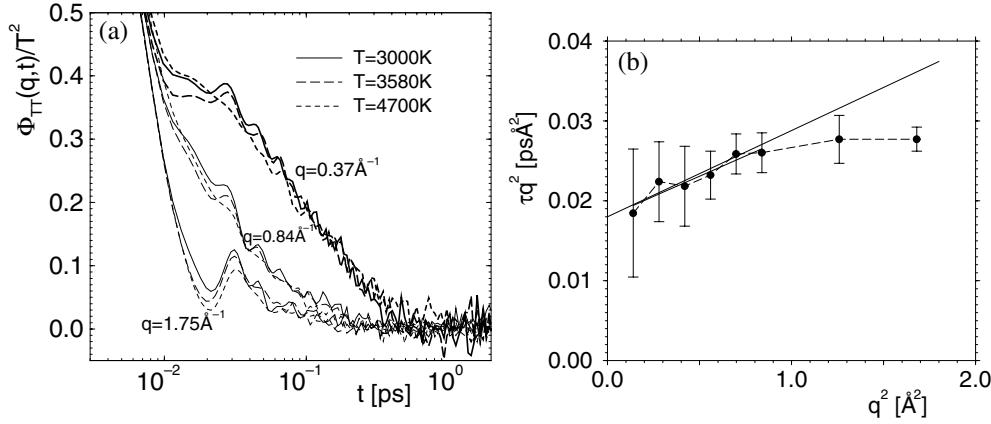 (a)
Φ_TT(q,t)/T²
0.5
0.4
0.3
0.2
0.1
0.0
T=3000K
T=3580K
T=4700K
q=0.37Å⁻¹
q=0.84Å⁻¹
q=1.75Å⁻¹
10⁻² 10⁻¹ 10⁰
t [ps]
(b)
τq² [psÅ²]
0.04
0.03
0.02
0.01
0.00
0.0 1.0 2.0
q² [Å²]